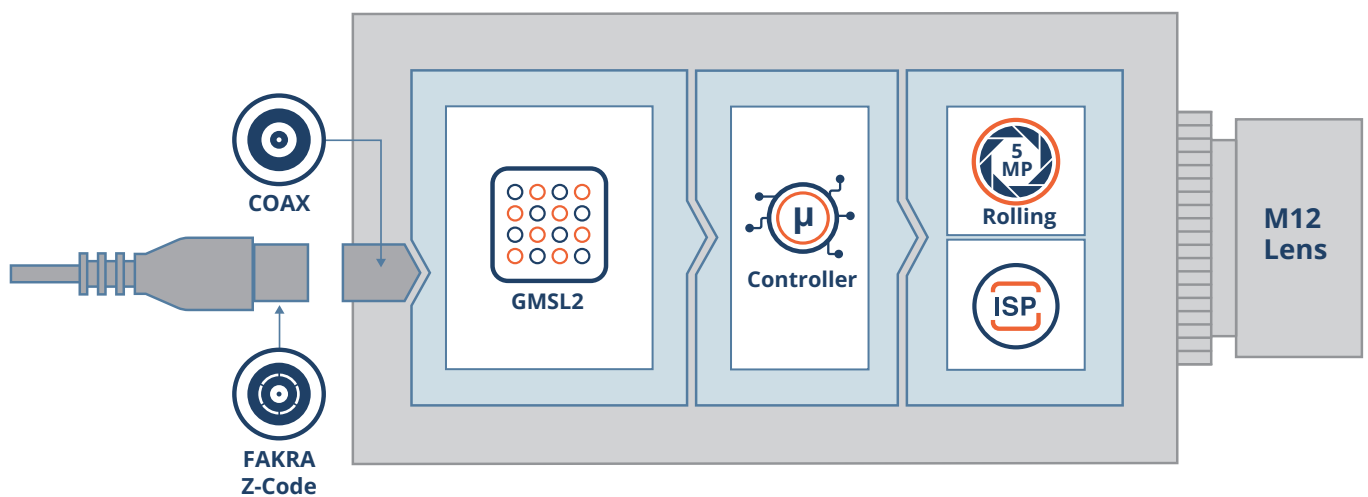 COAX
FAKRA
Z-Code
GMSL2
µ
Controller
5
MP
Rolling
ISP
M12
Lens